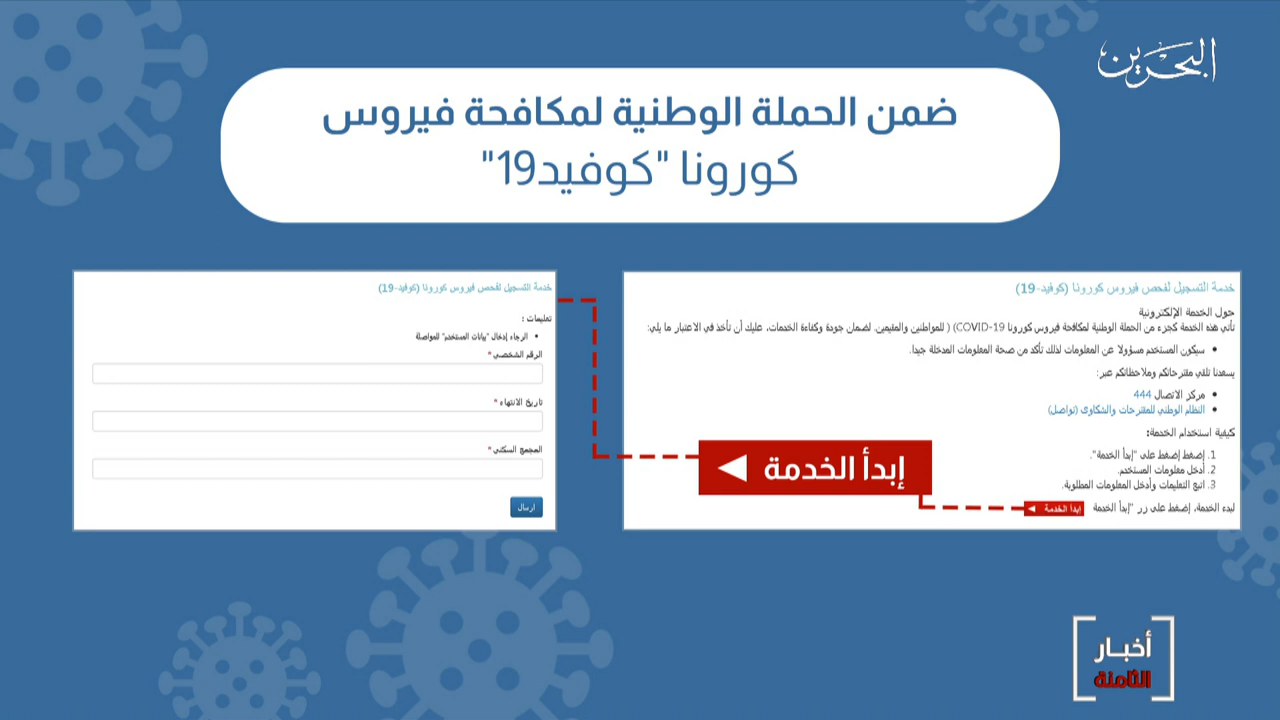 البحرين
ضمن الحملة الوطنية لمكافحة فيروس
كورونا "كوفيد19"
خدمة التسجيل لفحص فيروس كورونا (كوفيد-19)
حول الخدمة الإلكترونية
تأتي هذه الخدمة كجزء من الحملة الوطنية لمكافحة فيروس كورونا COVID-19) ( للمواطنين والمقيمين. لضمان جودة وكفاءة الخدمات، عليك أن تأخذ في الاعتبار ما يلي:
• سيكون المستخدم مسؤولا عن المعلومات لذلك تأكد من صحة المعلومات المدخلة جيدا.
يسعدنا تلقي مقترحاتكم وملاحظاتكم عبر:
• مركز الاتصال 444
• النظام الوطني للمقترحات والشكاوى (تواصل)
كيفية استخدام الخدمة:
1. إضغط إضغط على "إبدأ الخدمة".
2. أدخل معلومات المستخدم.
3. اتبع التعليمات وأدخل المعلومات المطلوبة.
لبدء الخدمة، إضغط على زر "إبدأ الخدمة
إبدأ الخدمة
إبدأ الخدمة
خدمة التسجيل لفحص فيروس كورونا (كوفيد-19)
تعليمات :
• الرجاء إدخال "بيانات المستخدم" للمواصلة
الرقم الشخصي *
تاريخ الانتهاء *
المجمع السكني *
ارسال
أخبار
الثامنة